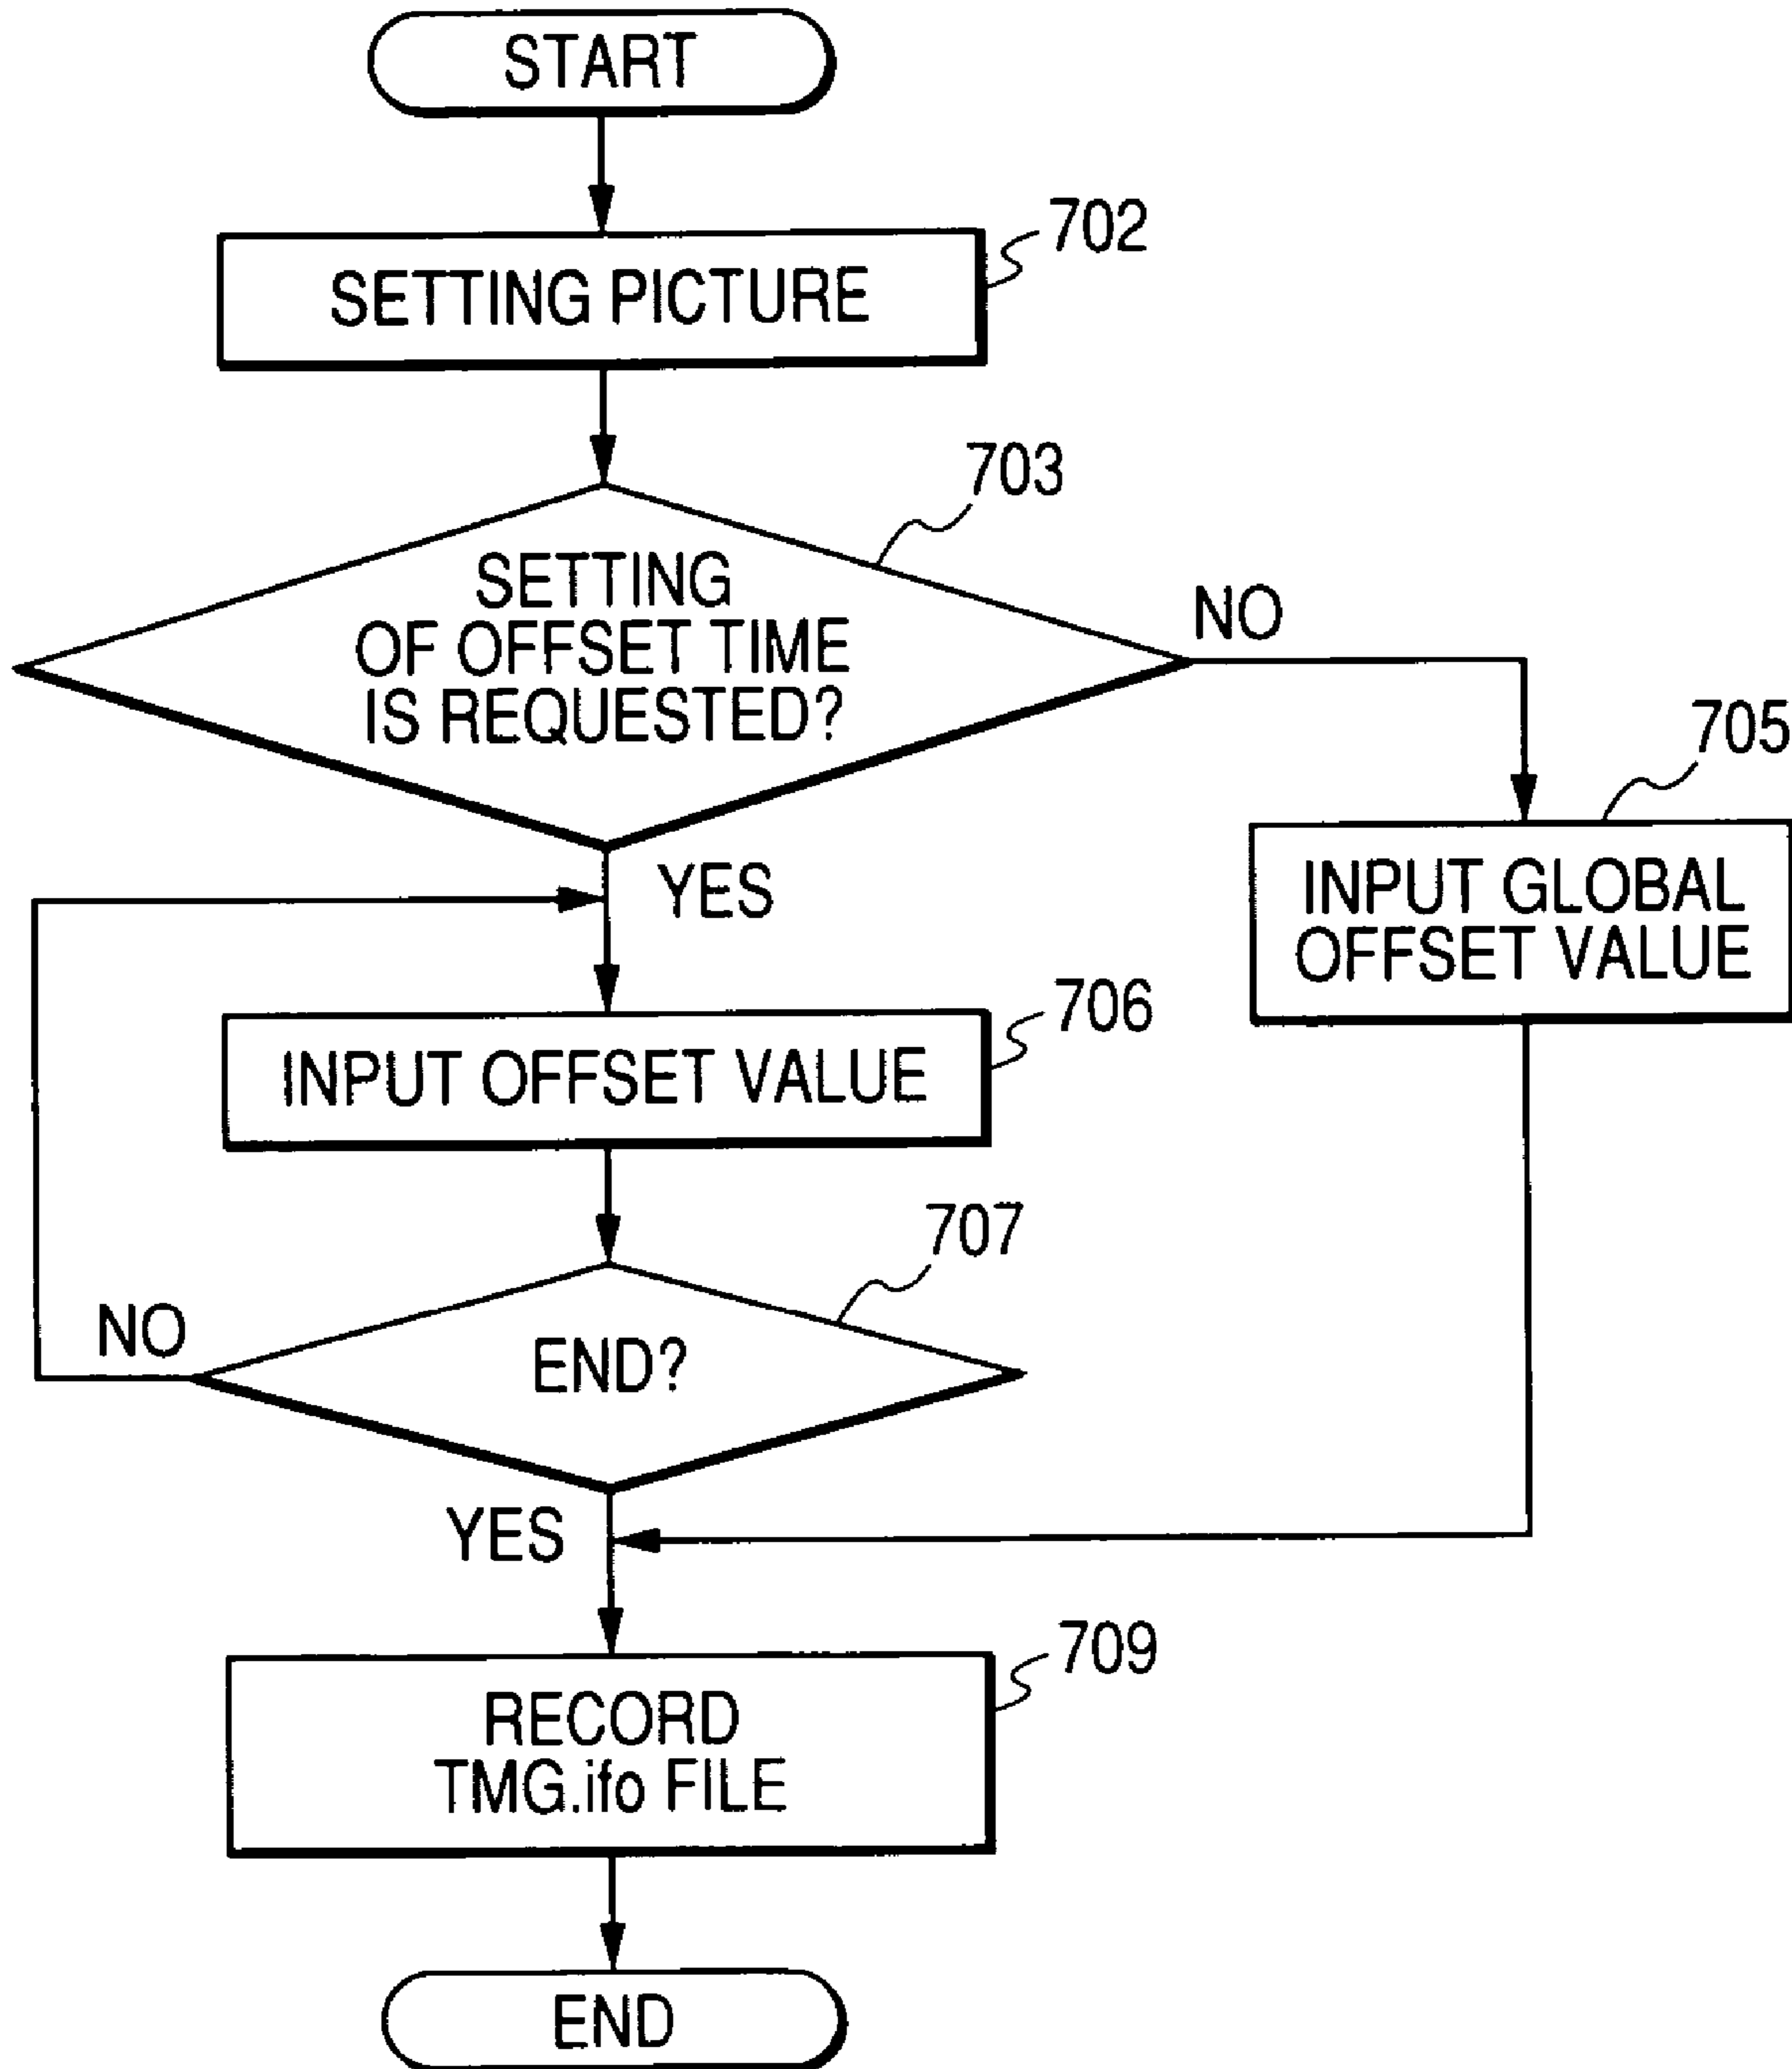 START
702
SETTING PICTURE
703
SETTING
OF OFFSET TIME
IS REQUESTED?
NO
705
YES
INPUT GLOBAL
OFFSET VALUE
706
INPUT OFFSET VALUE
707
NO
END?
YES
709
RECORD
TMG.ifo FILE
END